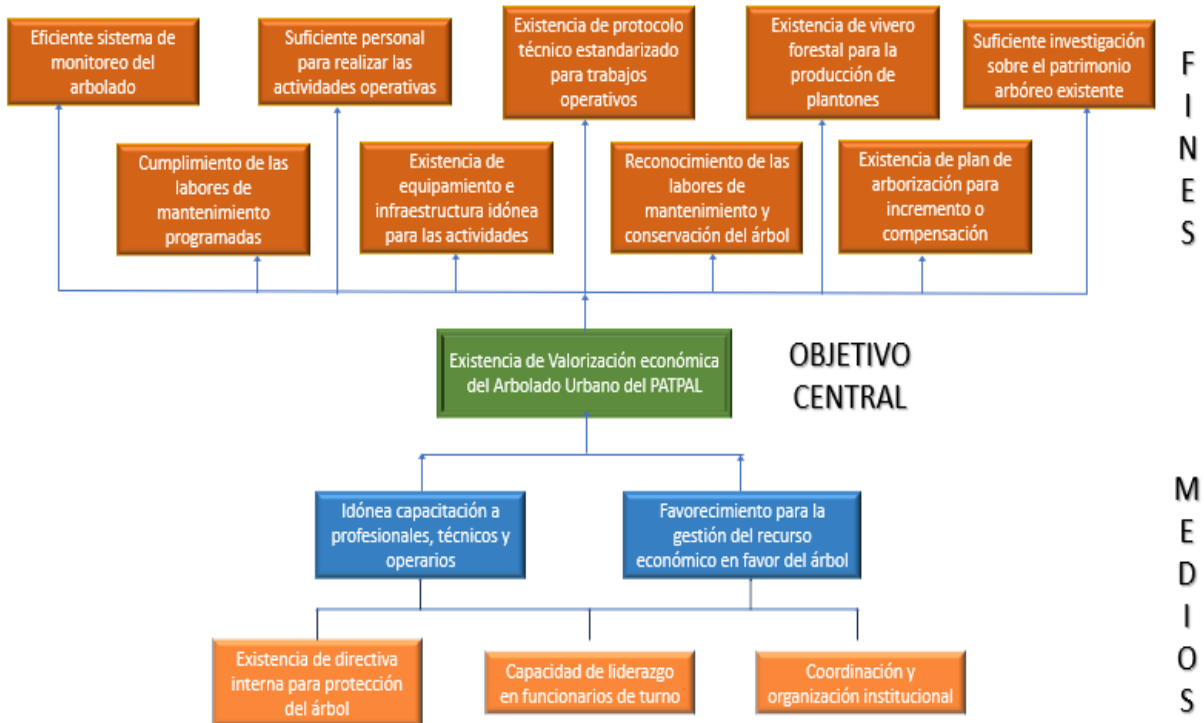 Eficiente sistema de
monitoreo del
arbolado
Suficiente personal
para realizar las
actividades operativas
Existencia de protocolo
técnico estandarizado
para trabajos
operativos
Existencia de vivero
forestal para la
producción de
plantones
Suficiente investigación
sobre el patrimonio
arbóreo existente
Cumplimiento de las
labores de
mantenimiento
programadas
Existencia de
equipamiento e
infraestructura idónea
para las actividades
Reconocimiento de las
labores de
mantenimiento y
conservación del árbol
Existencia de plan de
arborización para
incremento o
compensación
F
I
N
E
S
Existencia de Valorización económica
del Arbolado Urbano del PATPAL
OBJETIVO
CENTRAL
Idónea capacitación a
profesionales, técnicos y
operarios
Favorecimiento para la
gestión del recurso
económico en favor del árbol
Existencia de directiva
interna para protección
del árbol
Capacidad de liderazgo
en funcionarios de turno
Coordinación y
organización institucional
M
E
D
I
O
S